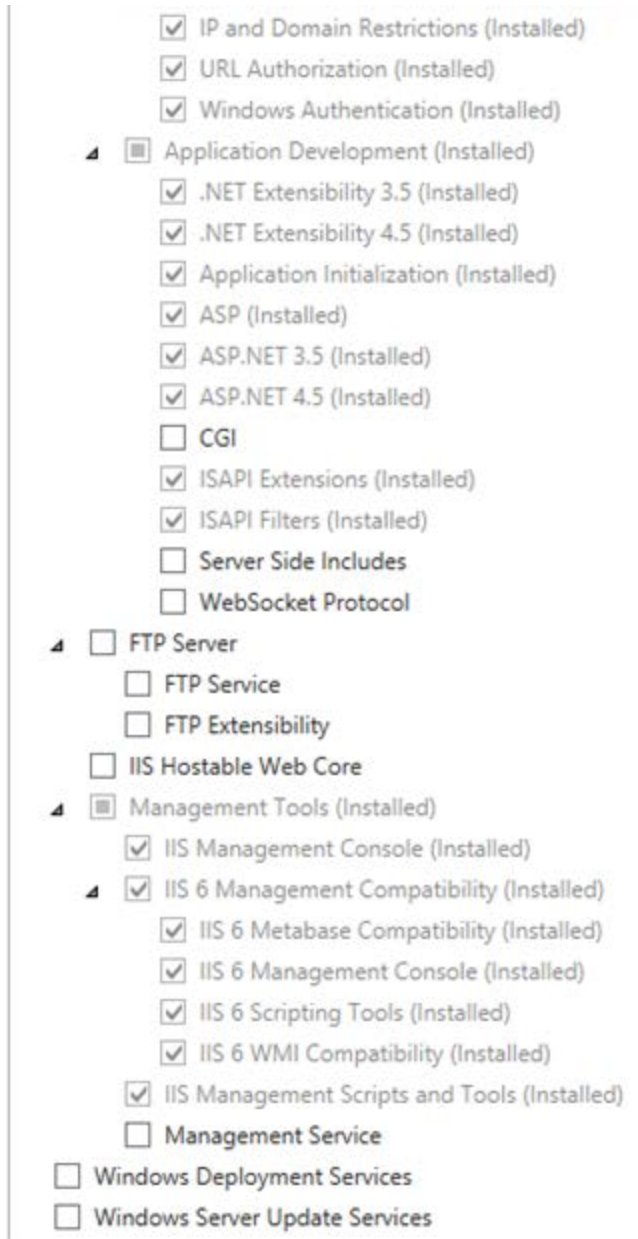 IP and Domain Restrictions (Installed)
URL Authorization (Installed)
Windows Authentication (Installed)
Application Development (Installed)
.NET Extensibility 3.5 (Installed)
.NET Extensibility 4.5 (Installed)
Application Initialization (Installed)
ASP (Installed)
ASP.NET 3.5 (Installed)
ASP.NET 4.5 (Installed)
CGI
ISAPI Extensions (Installed)
ISAPI Filters (Installed)
Server Side Includes
WebSocket Protocol
FTP Server
FTP Service
FTP Extensibility
IIS Hostable Web Core
Management Tools (Installed)
IIS Management Console (Installed)
IIS 6 Management Compatibility (Installed)
IIS 6 Metabase Compatibility (Installed)
IIS 6 Management Console (Installed)
IIS 6 Scripting Tools (Installed)
IIS 6 WMI Compatibility (Installed)
IIS Management Scripts and Tools (Installed)
Management Service
Windows Deployment Services
Windows Server Update Services